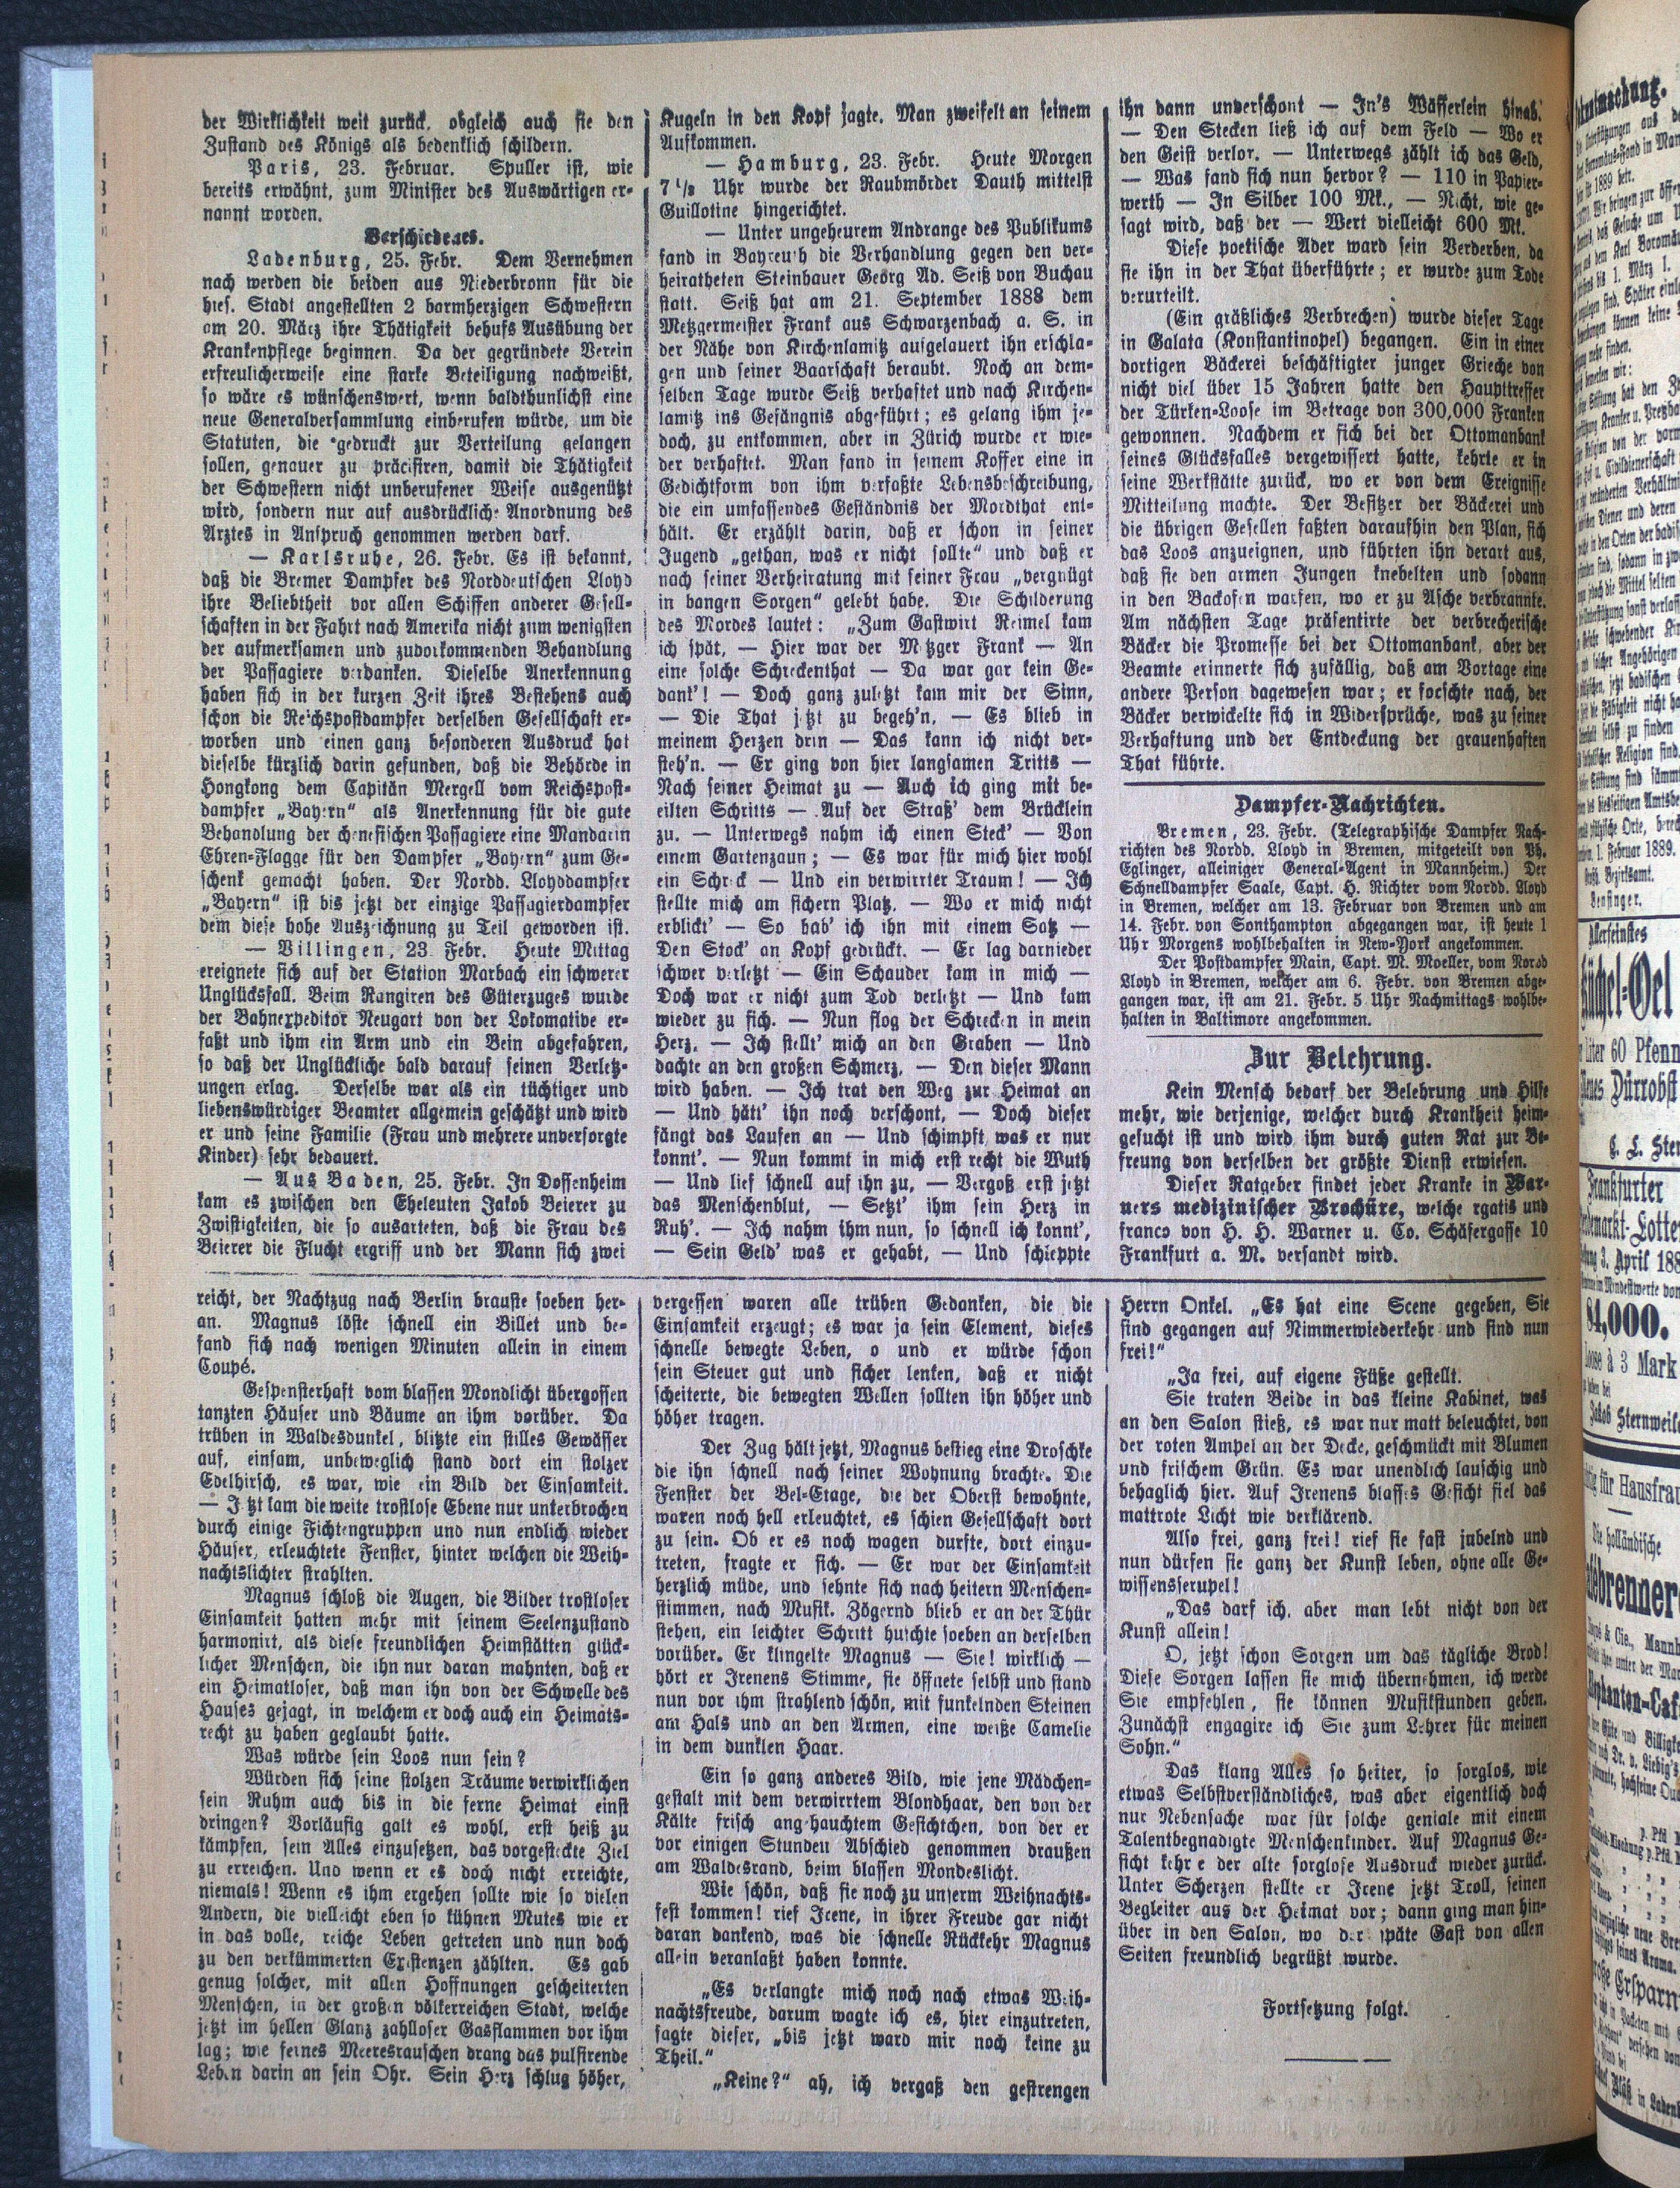 der Wirklichkeit weit zurück, obgleich auch sie den
Zustand des Königs als bedenklich schildern.
Paris, 23. Februar. Spuller ist, wie
bereits erwähnt, zum Minister des Auswärtigen er-
nannt worden.
Verschiedenes.
Ladenburg, 25. Febr. Dem Vernehmen
nach werden die beiden aus Niederbronn für die
hies. Stadt angestellten 2 barmherzigen Schwestern
am 20. März ihre Thätigkeit behufs Ausübung der
Krankenpflege beginnen. Da der gegründete Verein
erfreulicherweise eine starke Beteiligung nachweißt,
so wäre es wünschenswert, wenn baldthunlichst eine
neue Generalversammlung einberufen würde, um die
Statuten, die gedruckt zur Verteilung gelangen
sollen, genauer zu präcisiren, damit die Thätigkeit
der Schwestern nicht unberufener Weise ausgenützt
wird, sondern nur auf ausdrückliche Anordnung des
Arztes in Anspruch genommen werden darf.
— Karlsruhe, 26. Febr. Es ist bekannt,
daß die Bremer Dampfer des Norddeutschen Lloyd
ihre Beliebtheit vor allen Schiffen anderer Gesell-
schaften in der Fahrt nach Amerika nicht zum wenigsten
der aufmerksamen und zuvorkommenden Behandlung
der Passagiere verdanken. Dieselbe Anerkennung
haben sich in der kurzen Zeit ihres Bestehens auch
schon die Reichspostdampfer derselben Gesellschaft er-
worben und einen ganz besonderen Ausdruck hat
dieselbe kürzlich darin gefunden, daß die Behörde in
Hongkong dem Capitän Mergell vom Reichspost-
dampfer „Bayern“ als Anerkennung für die gute
Behandlung der chinesischen Passagiere eine Mandarin
Ehren-Flagge für den Dampfer „Bayern“ zum Ge-
schenk gemacht haben. Der Nordd. Lloyddampfer
„Bayern“ ist bis jetzt der einzige Passagierdampfer
dem diese hohe Auszeichnung zu Teil geworden ist.
— Villingen, 23 Febr. Heute Mittag
ereignete sich auf der Station Marbach ein schwerer
Unglücksfall. Beim Rangiren des Güterzuges wurde
der Bahnexpeditor Neugart von der Lokomative er-
faßt und ihm ein Arm und ein Bein abgefahren,
so daß der Unglückliche bald darauf seinen Verletz-
ungen erlag. Derselbe war als ein tüchtiger und
liebenswürdiger Beamter allgemein geschätzt und wird
er und seine Familie (Frau und mehrere unversorgte
Kinder) sehr bedauert.
— Aus Baden, 25. Febr. In Dossenheim
kam es zwischen den Eheleuten Jakob Beierer zu
Zwistigkeiten, die so ausarteten, daß die Frau des
Beierer die Flucht ergriff und der Mann sich zwei
Kugeln in den Kopf jagte. Man zweifelt an seinem
Aufkommen.
— Hamburg, 23. Febr. Heute Morgen
7 1/2 Uhr wurde der Raubmörder Dauth mittelst
Guillotine hingerichtet.
— Unter ungeheurem Andrange des Publikums
fand in Bayreuth die Verhandlung gegen den ver-
heiratheten Steinbauer Georg Ad. Seiß von Buchau
statt. Seiß hat am 21. September 1888 dem
Metzgermeister Frank aus Schwarzenbach a. S. in
der Nähe von Kirchenlamitz aufgelauert ihn erschla-
gen und seiner Baarschaft beraubt. Noch an dem-
selben Tage wurde Seiß verhaftet und nach Kirchen-
lamitz ins Gefängnis abgeführt; es gelang ihm je-
doch, zu entkommen, aber in Zürich wurde er wie-
der verhaftet. Man fand in seinem Koffer eine in
Gedichtform von ihm verfaßte Lebensbeschreibung,
die ein umfassendes Geständnis der Mordthat ent-
hält. Er erzählt darin, daß er schon in seiner
Jugend „gethan, was er nicht sollte“ und daß er
nach seiner Verheiratung mit seiner Frau „vergnügt
in bangen Sorgen“ gelebt habe. Die Schilderung
des Mordes lautet: „Zum Gastwirt Reimel kam
ich spät, — Hier war der Metzger Frank — An
eine solche Schreckenthat — Da war gar kein Ge-
dank'! — Doch ganz zuletzt kam mir der Sinn,
— Die That jetzt zu begeh'n, — Es blieb in
meinem Herzen drin — Das kann ich nicht ver-
steh'n. — Er ging von hier langsamen Tritts —
Nach seiner Heimat zu — Auch ich ging mit be-
eilten Schritts — Auf der Straß' dem Brücklein
zu. — Unterwegs nahm ich einen Steck' — Von
einem Gartenzaun; — Es war für mich hier wohl
ein Schreck — Und ein verwirrter Traum! — Ich
stellte mich am sichern Platz, — Wo er mich nicht
erblickt' — So hab' ich ihn mit einem Satz —
Den Stock' an Kopf gedrückt. — Er lag darnieder
schwer verletzt — Ein Schauder kam in mich —
Doch war er nicht zum Tod verletzt — Und kam
wieder zu sich. — Nun flog der Schrecken in mein
Herz, — Ich stellt' mich an den Graben — Und
dachte an den großen Schmerz, — Den dieser Mann
wird haben. — Ich trat den Weg zur Heimat an
— Und hätt' ihn noch verschont, — Doch dieser
fängt das Laufen an — Und schimpft was er nur
konnt'. — Nun kommt in mich erst recht die Wuth
— Und lief schnell auf ihn zu, — Vergoß erst jetzt
das Menschenblut, — Setzt' ihm sein Herz in
Ruh'. — Ich nahm ihm nun, so schnell ich konnt',
— Sein Geld' was er gehabt, — Und schleppte
ihn dann unverschont — In's Wässerlein hinab.
— Den Stecken ließ ich auf dem Feld — Wo er
den Geist verlor. — Unterwegs zählt ich das Geld,
— Was fand sich nun hervor? — 110 in Papier-
werth — In Silber 100 Mk., — Nicht, wie ge-
sagt wird, daß der — Wert vielleicht 600 Mk.“
Diese poetische Ader ward sein Verderben, da
sie ihn in der That überführte; er wurde zum Tode
verurteilt.
(Ein gräßliches Verbrechen) wurde dieser Tage
in Galata (Konstantinopel) begangen. Ein in einer
dortigen Bäckerei beschäftigter junger Grieche von
nicht viel über 15 Jahren hatte den Haupttreffer
der Türken-Loose im Betrage von 300,000 Franken
gewonnen. Nachdem er sich bei der Ottomanbank
seines Glücksfalles vergewissert hatte, kehrte er in
seine Werkstätte zurück, wo er von dem Ereignisse
Mitteilung machte. Der Besitzer der Bäckerei und
die übrigen Gesellen faßten daraufhin den Plan, sich
das Loos anzueignen, und führten ihn derart aus,
daß sie den armen Jungen knebelten und sodann
in den Backofen warfen, wo er zu Asche verbrannte.
Am nächsten Tage präsentirte der verbrecherische
Bäcker die Promesse bei der Ottomanbank, aber der
Beamte erinnerte sich zufällig, daß am Vortage eine
andere Person dagewesen war; er forschte nach, der
Bäcker verwickelte sich in Widersprüche, was zu seiner
Verhaftung und der Entdeckung der grauenhaften
That führte.
Dampfer-Nachrichten.
Bremen, 23. Febr. (Telegraphische Dampfer Nach-
richten des Nordd. Lloyd in Bremen, mitgeteilt von Ph.
Eglinger, alleiniger General-Agent in Mannheim.) Der
Schnelldampfer Saale, Capt. H. Richter vom Nordd. Lloyd
in Bremen, welcher am 13. Februar von Bremen und am
14. Febr. von Sonthampton abgegangen war, ist heute 1
Uhr Morgens wohlbehalten in New-York angekommen.
Der Postdampfer Main, Capt. M. Moeller, vom Nordd
Lloyd in Bremen, welcher am 6. Febr. von Bremen abge-
gangen war, ist am 21. Febr. 5 Uhr Nachmittags wohlbe-
halten in Baltimore angekommen.
Zur Belehrung.
Kein Mensch bedarf der Belehrung und Hilfe
mehr, wie derjenige, welcher durch Krankheit heim-
gesucht ist und wird ihm durch guten Rat zur Be-
freung von derselben der größte Dienst erwiesen.
Dieser Ratgeber findet jeder Kranke in War-
ners medizinischer Brochüre, welche rgatis und
franco von H. H. Warner u. Co. Schäfergasse 10
Frankfurt a. M. versandt wird.
reicht, der Nachtzug nach Berlin brauste soeben her-
an. Magnus löste schnell ein Billet und be-
fand sich nach wenigen Minuten allein in einem
Coupé.
Gespensterhaft vom blassen Mondlicht übergossen
tanzten Häuser und Bäume an ihm vorüber. Da
trüben in Waldesdunkel, blitzte ein stilles Gewässer
auf, einsam, unbeweglich stand dort ein stolzer
Edelhirsch, es war, wie ein Bild der Einsamkeit.
— Jetzt kam die weite trostlose Ebene nur unterbrochen
durch einige Fichtengruppen und nun endlich wieder
Häuser, erleuchtete Fenster, hinter welchen die Weih-
nachtslichter strahlten.
Magnus schloß die Augen, die Bilder trostloser
Einsamkeit hatten mehr mit seinem Seelenzustand
harmonirt, als diese freundlichen Heimstätten glück-
licher Menschen, die ihn nur daran mahnten, daß er
ein Heimatloser, daß man ihn von der Schwelle des
Hauses gejagt, in welchem er doch auch ein Heimats-
recht zu haben geglaubt hatte.
Was würde sein Loos nun sein?
Würden sich seine stolzen Träume verwirklichen
sein Ruhm auch bis in die ferne Heimat einst
dringen? Vorläufig galt es wohl, erst heiß zu
kämpfen, sein Alles einzusetzen, das vorgesteckte Ziel
zu erreichen. Und wenn er es doch nicht erreichte,
niemals! Wenn es ihm ergehen sollte wie so vielen
Andern, die vielleicht eben so kühnen Mutes wie er
in das volle, reiche Leben getreten und nun doch
zu den verkümmerten Existenzen zählten. Es gab
genug solcher, mit allen Hoffnungen gescheiterten
Menschen, in der großen völkerreichen Stadt, welche
jetzt im hellen Glanz zahlloser Gasflammen vor ihm
lag; wie feines Meeresrauschen drang das pulsirende
Leben darin an sein Ohr. Sein Herz schlug höher,
vergessen waren alle trüben Gedanken, die die
Einsamkeit erzeugt; es war ja sein Element, dieses
schnelle bewegte Leben, o und er würde schon
sein Steuer gut und sicher lenken, daß er nicht
scheiterte, die bewegten Wellen sollten ihn höher und
höher tragen.
Der Zug hält jetzt, Magnus bestieg eine Droschke
die ihn schnell nach seiner Wohnung brachte. Die
Fenster der Bel-Etage, die der Oberst bewohnte,
waren noch hell erleuchtet, es schien Gesellschaft dort
zu sein. Ob er es noch wagen durfte, dort einzu-
treten, fragte er sich. — Er war der Einsamkeit
herzlich müde, und sehnte sich nach heitern Menschen-
stimmen, nach Musik. Zögernd blieb er an der Thür
stehen, ein leichter Schritt huschte soeben an derselben
vorüber. Er klingelte Magnus — Sie! wirklich —
hört er Irenens Stimme, sie öffnete selbst und stand
nun vor ihm strahlend schön, mit funkelnden Steinen
am Hals und an den Armen, eine weiße Camelie
in dem dunklen Haar.
Ein so ganz anderes Bild, wie jene Mädchen-
gestalt mit dem verwirrtem Blondhaar, den von der
Kälte frisch angehauchtem Gesichtchen, von der er
vor einigen Stunden Abschied genommen draußen
am Waldesrand, beim blassen Mondeslicht.
Wie schön, daß sie noch zu unserm Weihnachts-
fest kommen! rief Irene, in ihrer Freude gar nicht
daran dankend, was die schnelle Rückkehr Magnus
allein veranlaßt haben konnte.
„Es verlangte mich noch nach etwas Weih-
nachtsfreude, darum wagte ich es, hier einzutreten,
sagte dieser, „bis jetzt ward mir noch keine zu
Theil.“
„Keine?“ ah, ich vergaß den gestrengen
Herrn Onkel. „Es hat eine Scene gegeben, Sie
sind gegangen auf Nimmerwiederkehr und sind nun
frei!“
„Ja frei, auf eigene Füße gestellt.
Sie traten Beide in das kleine Kabinet, was
an den Salon stieß, es war nur matt beleuchtet, von
der roten Ampel an der Decke, geschmückt mit Blumen
und frischem Grün. Es war unendlich lauschig und
behaglich hier. Auf Irenens blasses Gesicht fiel das
mattrote Licht wie verklärend.
Also frei, ganz frei! rief sie fast jubelnd und
nun dürfen sie ganz der Kunst leben, ohne alle Ge-
wissensserupel!
„Das darf ich, aber man lebt nicht von der
Kunst allein!
O, jetzt schon Sorgen um das tägliche Brod!
Diese Sorgen lassen sie mich übernehmen, ich werde
Sie empfehlen, sie können Musikstunden geben.
Zunächst engagire ich Sie zum Lehrer für meinen
Sohn.“
Das klang Alles so heiter, so sorglos, wie
etwas Selbstverständliches, was aber eigentlich doch
nur Nebensache war für solche geniale mit einem
Talentbegnadigte Menschenkinder. Auf Magnus Ge-
sicht kehre der alte sorglose Ausdruck wieder zurück.
Unter Scherzen stellte er Irene jetzt Troll, seinen
Begleiter aus der Heimat vor; dann ging man hin-
über in den Salon, wo der späte Gast von allen
Seiten freundlich begrüßt wurde.
Fortsetzung folgt.
1. Februar 1889.
Bezirksamt.
Benfinger.
Allerfeinstes
Liter 60 Pfenn
Dürrobst
Frankfurter
3. April 188
84,000.
Loose à 3 Mark
Jakob Sternweil
für Hausfrau
Die holländische